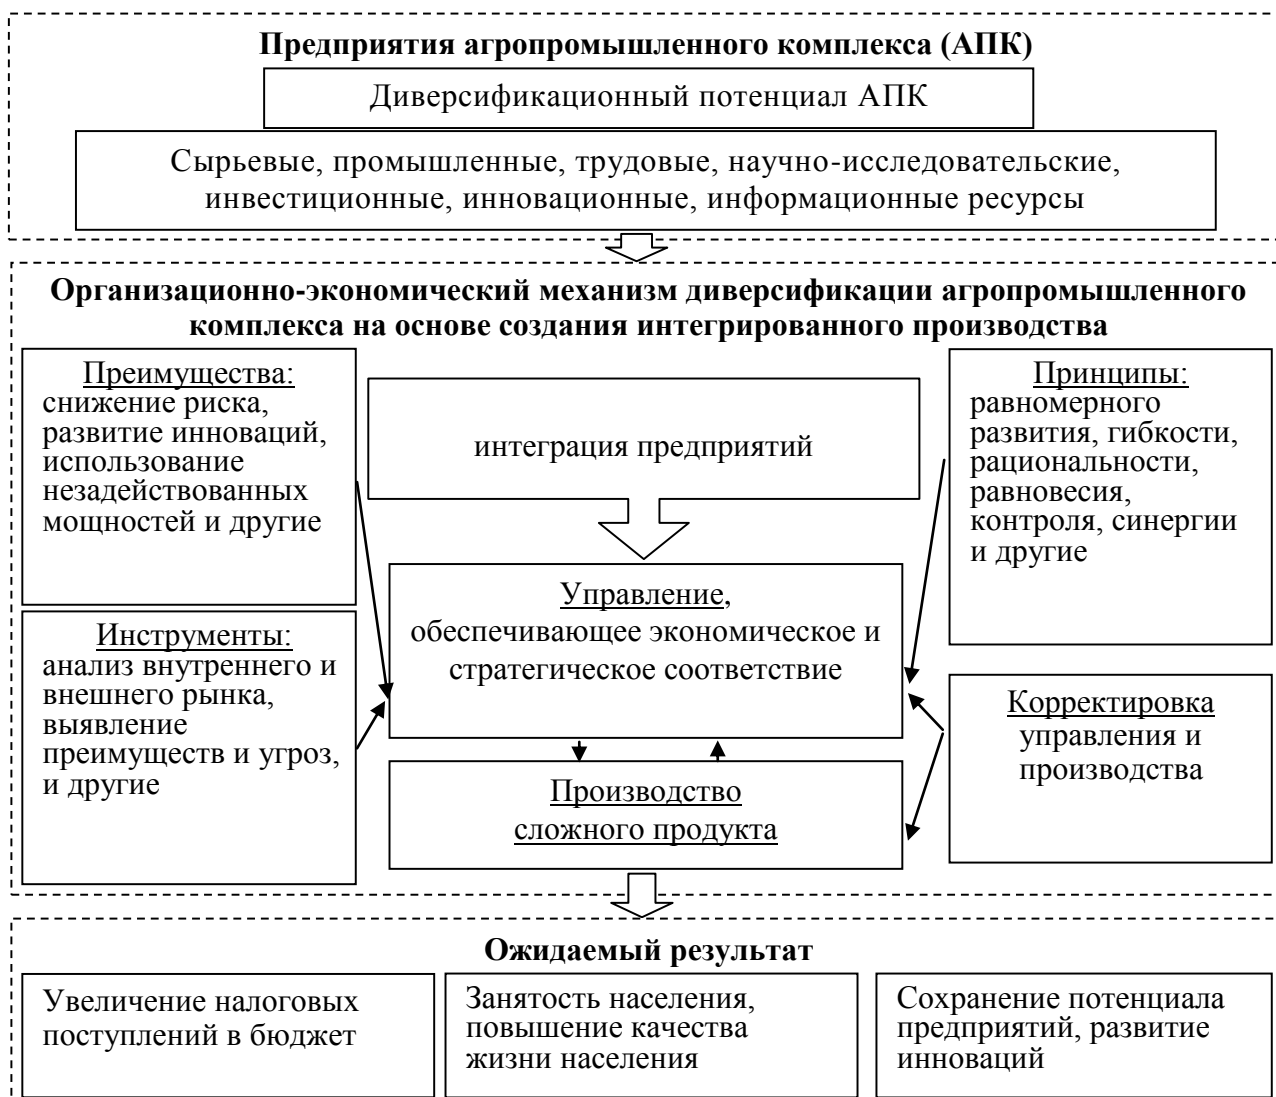 Предприятия агропромышленного комплекса (АПК)
Диверсификационный потенциал АПК
Сырьевые, промышленные, трудовые, научно-исследовательские,
инвестиционные, инновационные, информационные ресурсы
Организационно-экономический механизм диверсификации агропромышленного
комплекса на основе создания интегрированного производства
Преимущества:
снижение риска,
развитие инноваций,
использование
незадействованных
мощностей и другие
интеграция предприятий
Принципы:
равномерного
развития, гибкости,
рациональности,
равновесия,
контроля, синергии
и другие
Инструменты:
анализ внутреннего и
внешнего рынка,
выявление
преимуществ и угроз,
и другие
Управление,
обеспечивающее экономическое и
стратегическое соответствие
Корректировка
управления и
производства
Производство
сложного продукта
Ожидаемый результат
Увеличение налоговых
поступлений в бюджет
Занятость населения,
повышение качества
жизни населения
Сохранение потенциала
предприятий, развитие
инноваций